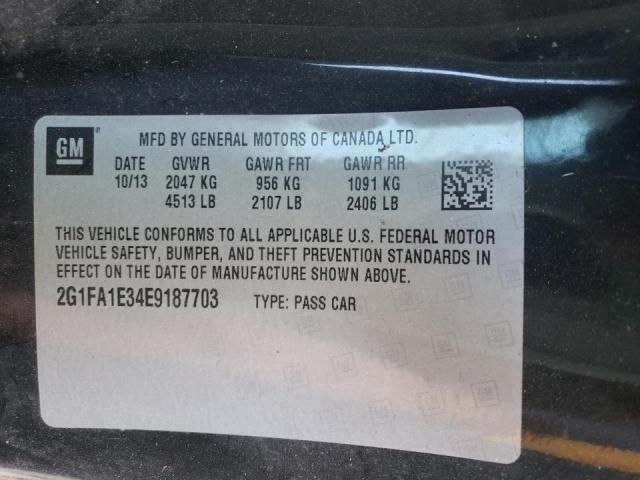 GM ® MFD BY GENERAL MOTORS OF CANADA LTD.
DATE GVWR GAWR FRT GAWR RR
10/13 2047 KG 956 KG 1091 KG
4513 LB 2107 LB 2406 LB
THIS VEHICLE CONFORMS TO ALL APPLICABLE U.S. FEDERAL MOTOR
VEHICLE SAFETY, BUMPER, AND THEFT PREVENTION STANDARDS IN
EFFECT ON THE DATE OF MANUFACTURE SHOWN ABOVE.
2G1FA1E34E9187703 TYPE: PASS CAR